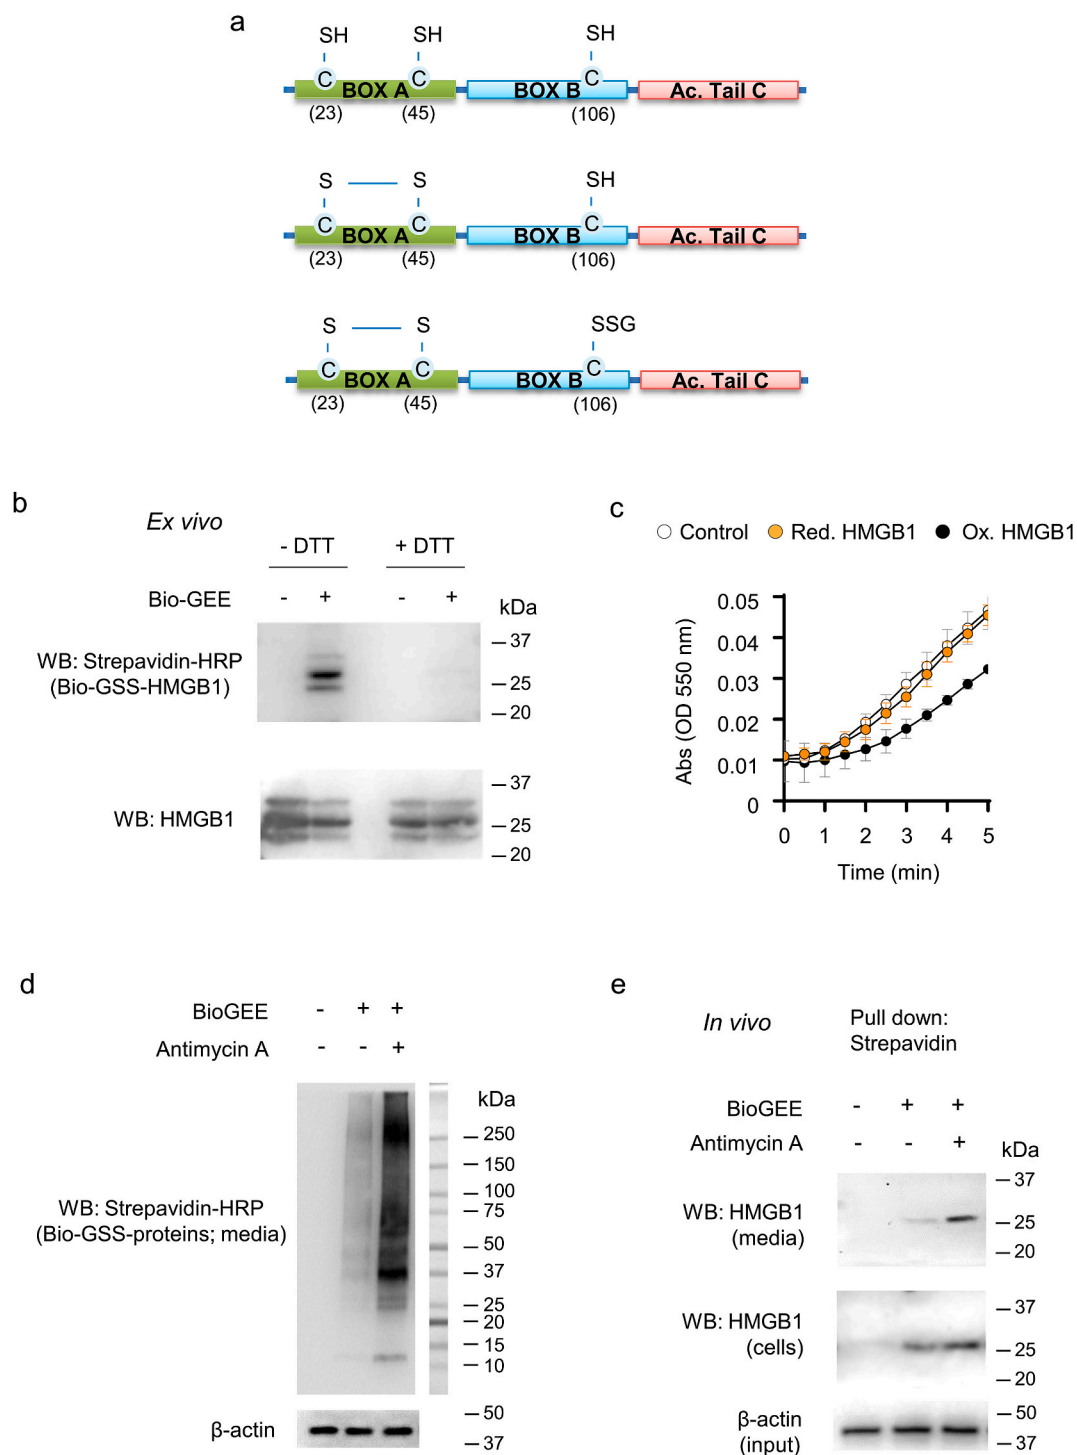 a
SH SH SH
C C C
BOX A BOX B Ac. Tail C
(23) (45) (106)
S S SH
C C C
BOX A BOX B Ac. Tail C
(23) (45) (106)
S S SSG
C C C
BOX A BOX B Ac. Tail C
(23) (45) (106)
b
Ex vivo
- DTT + DTT
Bio-GEE - + - + kDa
WB: Strepavidin-HRP
(Bio-GSS-HMGB1)
37
25
20
WB: HMGB1
37
25
20
c
Control Red. HMGB1 Ox. HMGB1
Abs (OD 550 nm)
0.05
0.04
0.03
0.02
0.01
0
0 1 2 3 4 5
Time (min)
d
BioGEE - + +
Antimycin A - - +
kDa
WB: Strepavidin-HRP
(Bio-GSS-proteins; media)
250
150
100
75
50
37
25
20
15
10
β-actin
50
37
e
In vivo
Pull down:
Strepavidin
BioGEE - + +
Antimycin A - - + kDa
WB: HMGB1
(media)
37
25
20
WB: HMGB1
(cells)
37
25
20
β-actin
(input)
50
37